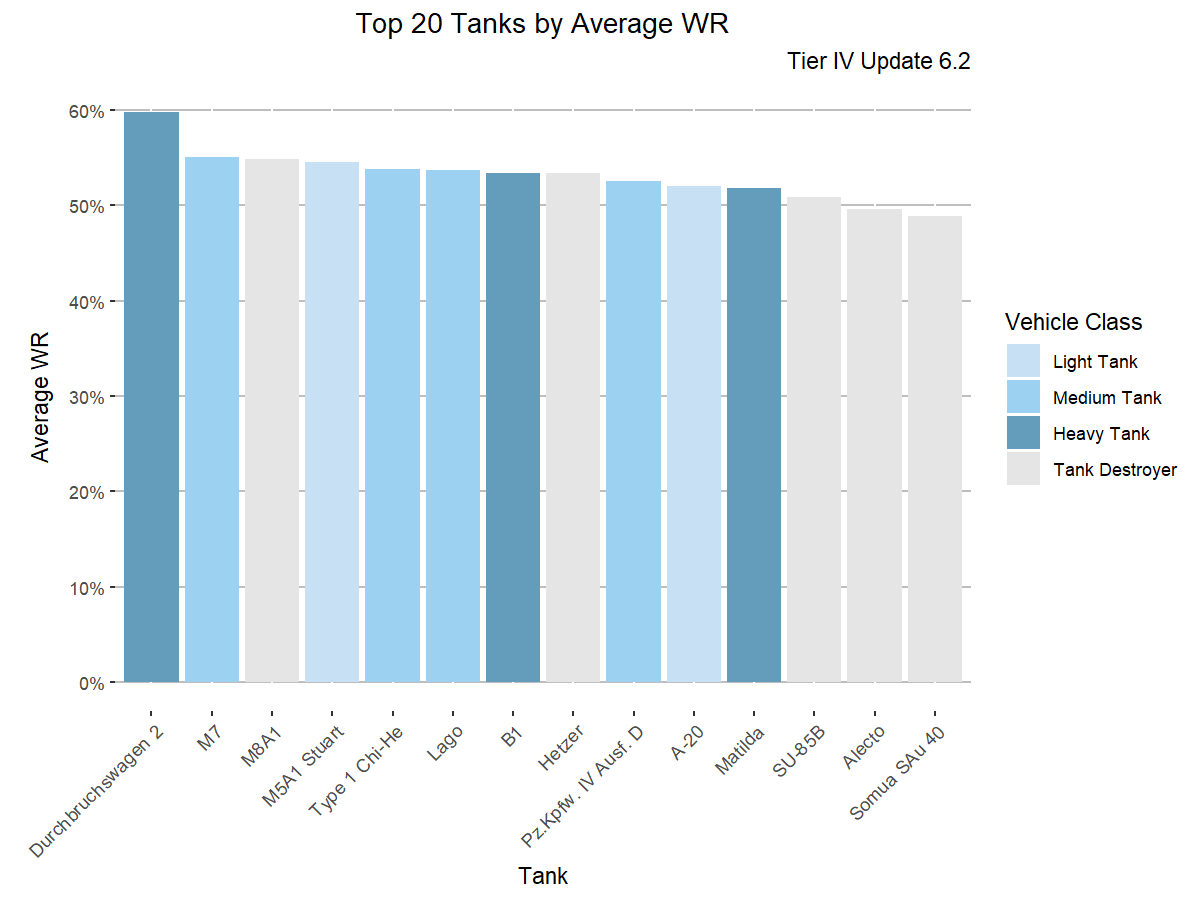 Top 20 Tanks by Average WR
Tier IV Update 6.2
Average WR
60%
50%
40%
30%
20%
10%
0%
Durchbruchswagen 2
M7
M8A1
M5A1 Stuart
Type 1 Chi-He
Lago
B1
Hetzer
Pz.Kpfw. IV Ausf. D
A-20
Matilda
SU-85B
Alecto
Somua SAu 40
Tank
Vehicle Class
Light Tank
Medium Tank
Heavy Tank
Tank Destroyer